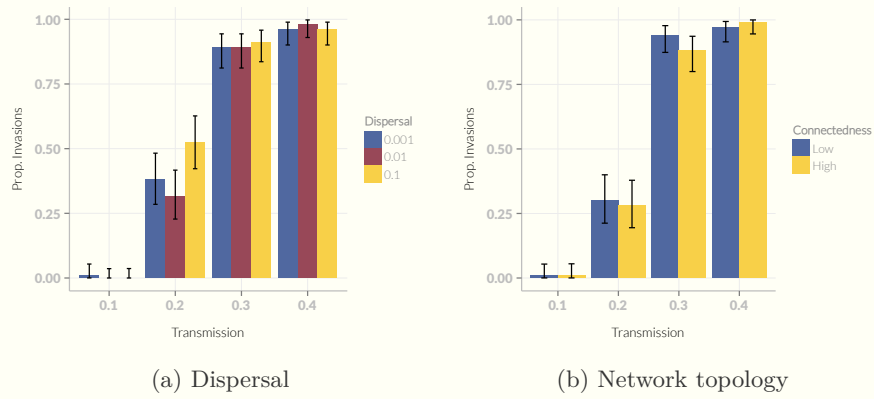 1.00
0.75
0.50
0.25
0.00
Prop. Invasions
0.1 0.2 0.3 0.4
Transmission
Dispersal
0.001
0.01
0.1
(a) Dispersal
1.00
0.75
0.50
0.25
0.00
Prop. Invasions
0.1 0.2 0.3 0.4
Transmission
Connectedness
Low
High
(b) Network topology